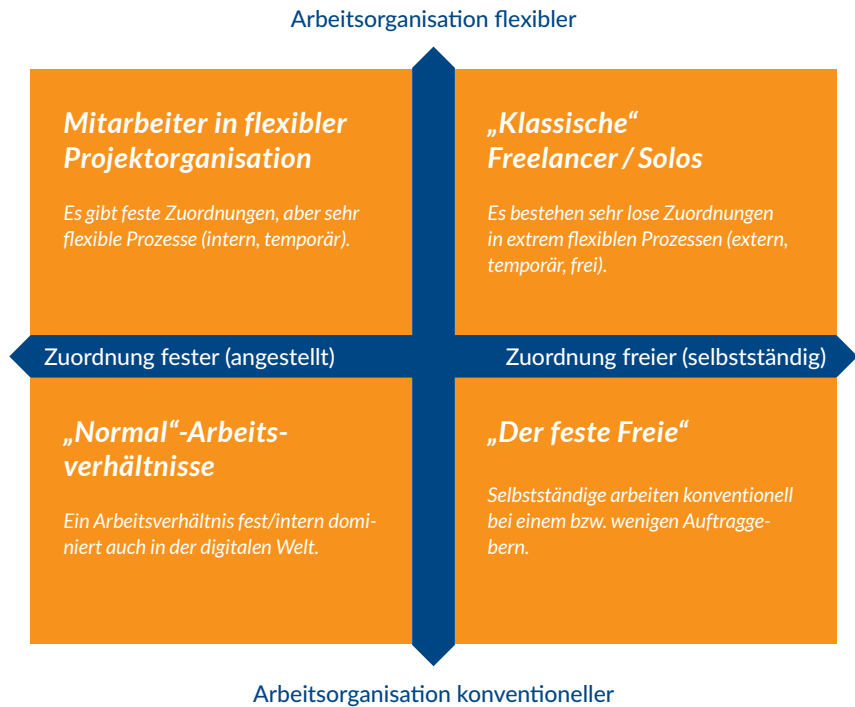 Arbeitsorganisation flexibler
Mitarbeiter in flexibler
Projektorganisation
Es gibt feste Zuordnungen, aber sehr
flexible Prozesse (intern, temporär).
„Klassische“
Freelancer / Solos
Es bestehen sehr lose Zuordnungen
in extrem flexiblen Prozessen (extern,
temporär, frei).
Zuordnung fester (angestellt)
Zuordnung freier (selbstständig)
„Normal“-Arbeits-
verhältnisse
Ein Arbeitsverhältnis fest/intern domi-
niert auch in der digitalen Welt.
„Der feste Freie“
Selbstständige arbeiten konventionell
bei einem bzw. wenigen Auftragge-
bern.
Arbeitsorganisation konventioneller